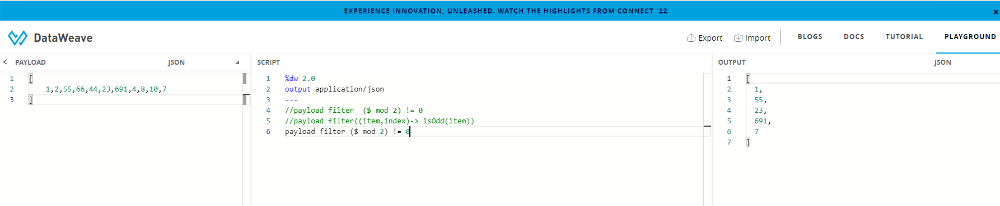 EXPERIENCE INNOVATION, UNLEASHED. WATCH THE HIGHLIGHTS FROM CONNECT '22 ×
DataWeave Export Import BLOGS DOCS TUTORIAL PLAYGROUND
< PAYLOAD JSON
1 [
2 1,2,55,66,44,23,691,4,8,10,7
3 ]
SCRIPT
1 %dw 2.0
2 output application/json
3 ---
4 //payload filter  ($ mod 2) != 0
5 //payload filter((item,index)-> isOdd(item))
6 payload filter ($ mod 2) != 0
OUTPUT JSON
1 [
2 1,
3 55,
4 23,
5 691,
6 7
7 ]